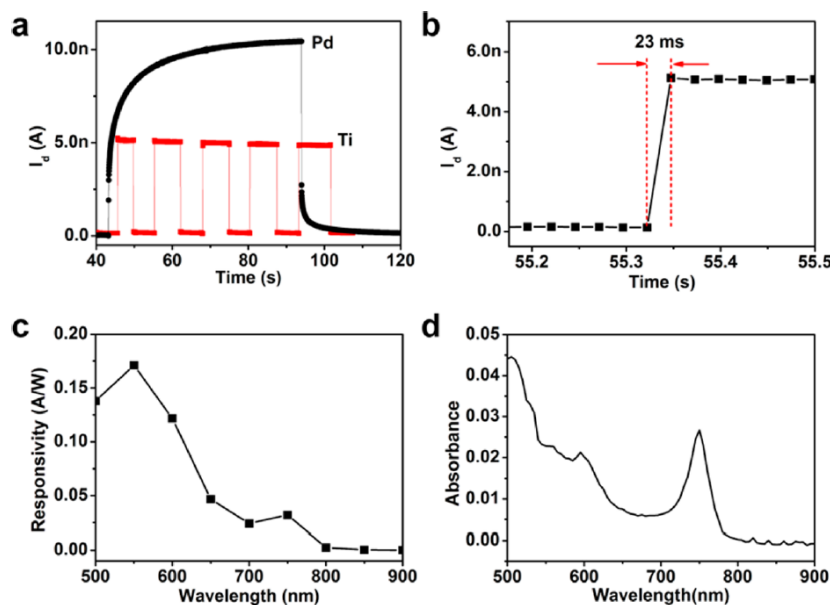 a
10.0n
5.0n
0.0
I_d (A)
Pd
Ti
40 60 80 100 120
Time (s)
b
23 ms
6.0n
4.0n
2.0n
0.0
I_d (A)
55.2 55.3 55.4 55.5
Time (s)
c
0.20
0.15
0.10
0.05
0.00
Responsivity (A/W)
500 600 700 800 900
Wavelength (nm)
d
0.05
0.04
0.03
0.02
0.01
0.00
Absorbance
500 600 700 800 900
Wavelength(nm)